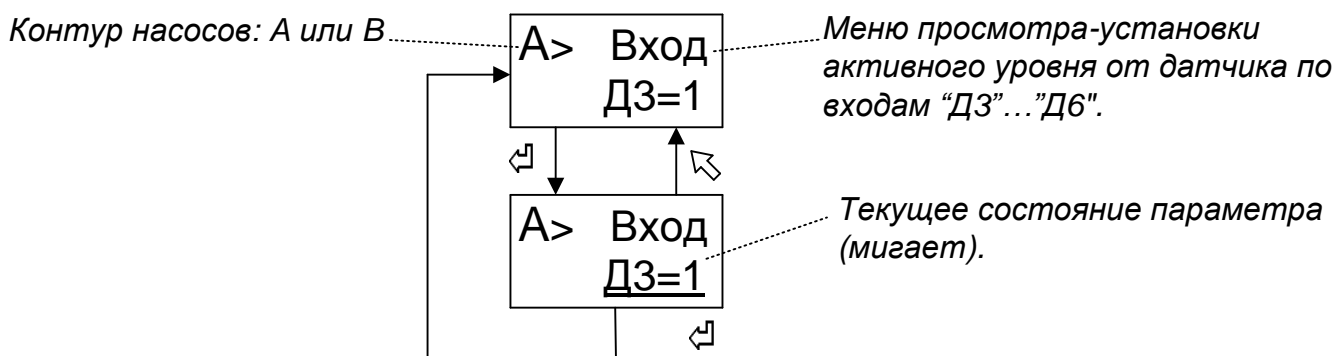 Контур насосов: А или В
А> Вход
Д3=1
Меню просмотра-установки
активного уровня от датчика по
входам “Д3”…”Д6".
А> Вход
Д3=1
Текущее состояние параметра
(мигает).